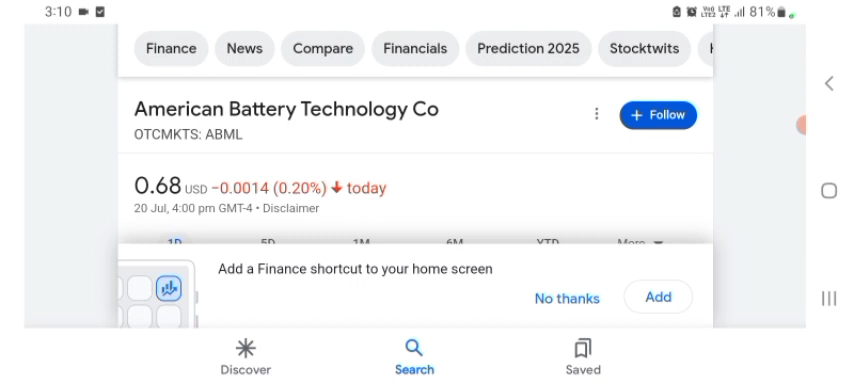 3:10 81%
Finance News Compare Financials Prediction 2025 Stocktwits
American Battery Technology Co
+ Follow
OTCMKTS: ABML
0.68 USD −0.0014 (0.20%) ↓ today
20 Jul, 4:00 pm GMT-4 • Disclaimer
1D 5D 1M 6M YTD More
Add a Finance shortcut to your home screen
No thanks Add
Discover Search Saved